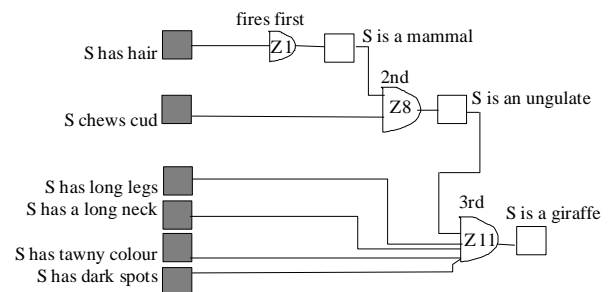 fires first
S has hair
Z1
S is a mammal
2nd
S chews cud
Z8
S is an ungulate
S has long legs
S has a long neck
3rd
S is a giraffe
Z11
S has tawny colour
S has dark spots